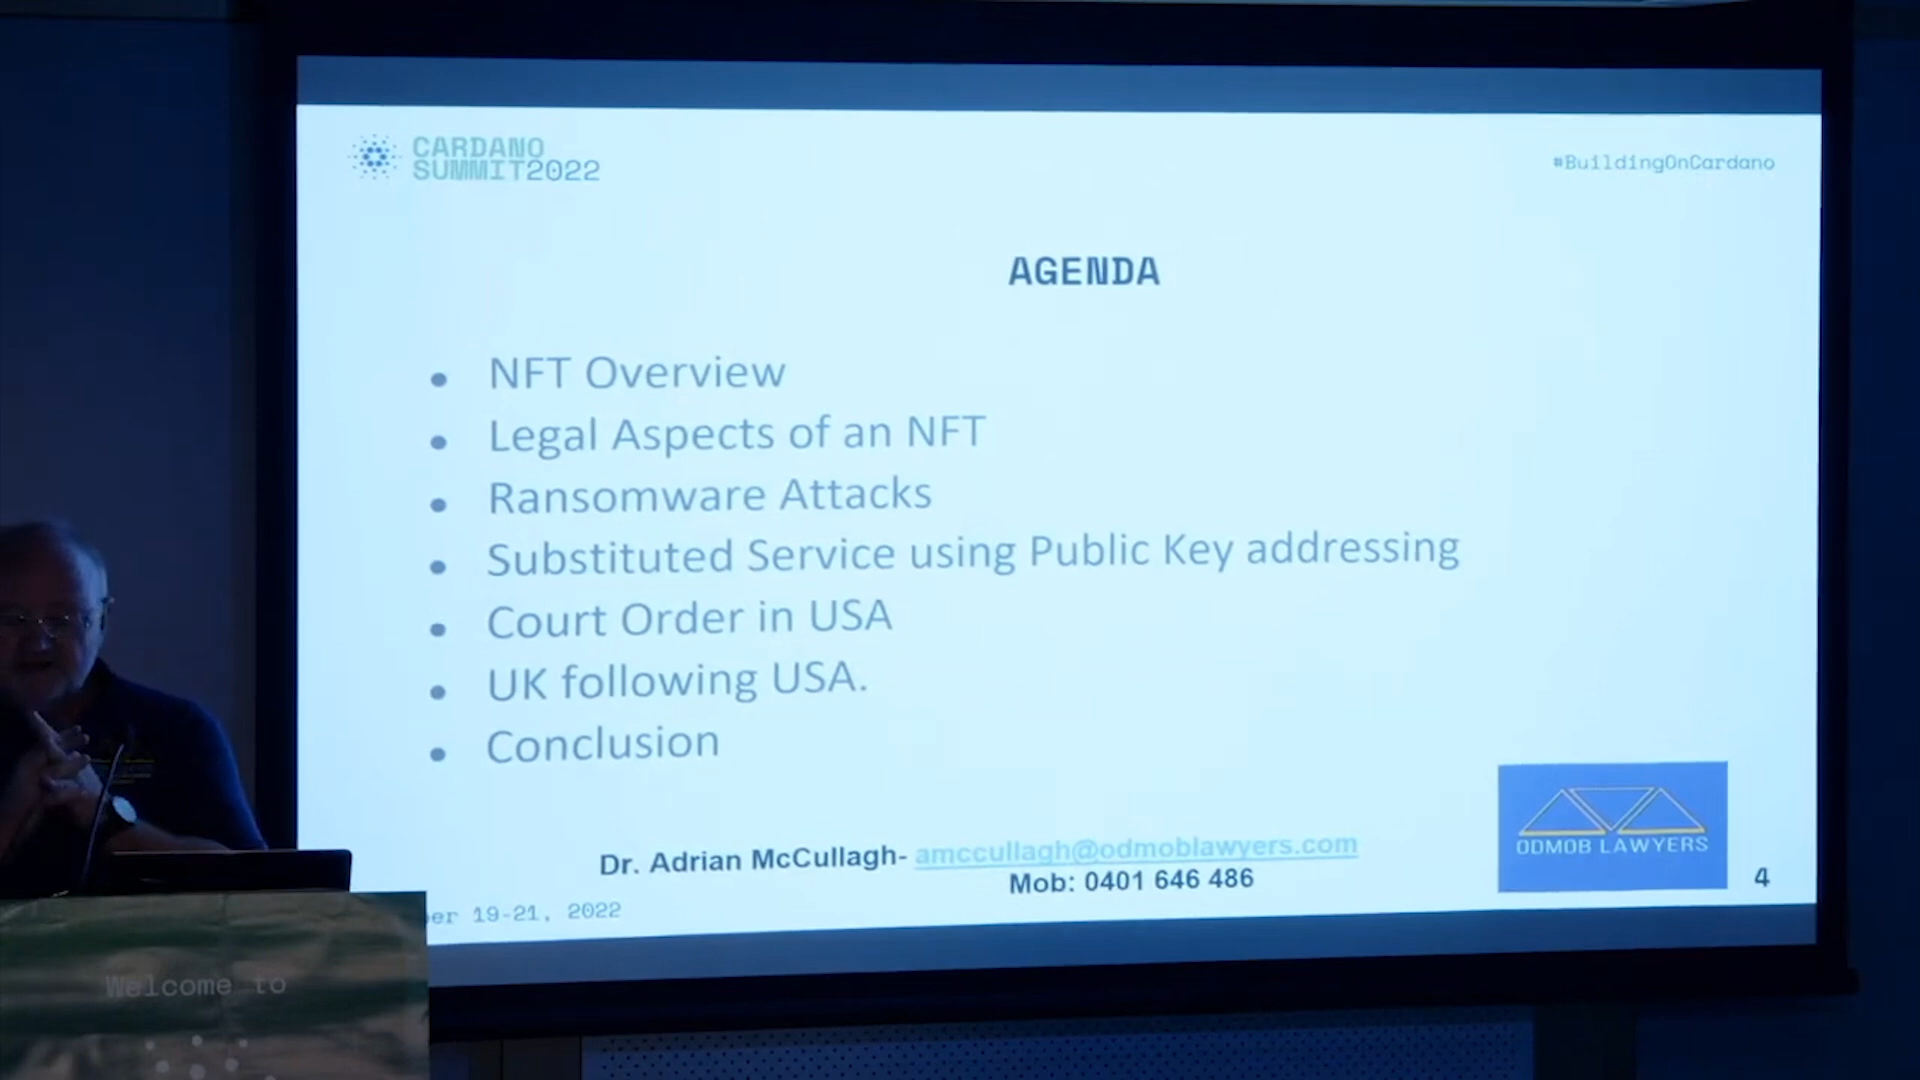 CARDANO
SUMMIT2022
#BuildingOnCardano
AGENDA
• NFT Overview
• Legal Aspects of an NFT
• Ransomware Attacks
• Substituted Service using Public Key addressing
• Court Order in USA
• UK following USA.
• Conclusion
Dr. Adrian McCullagh- amccullagh@odmoblawyers.com
Mob: 0401 646 486
ODMOB LAWYERS
4
19-21, 2022
Welcome to